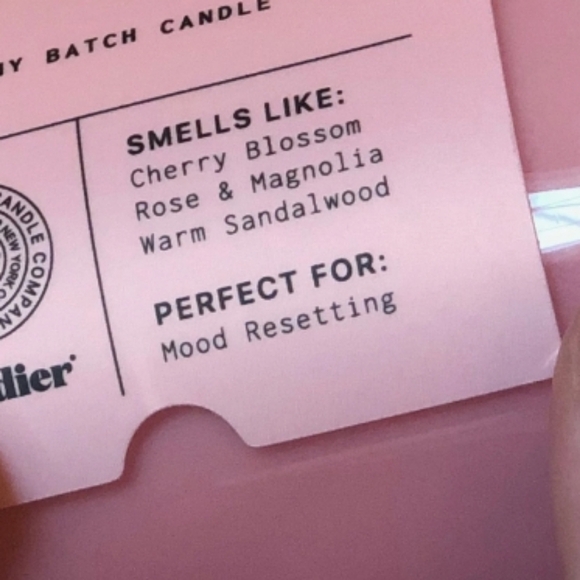 BATCH CANDLE
SMELLS LIKE:
Cherry Blossom
Rose & Magnolia
Warm Sandalwood
PERFECT FOR:
Mood Resetting